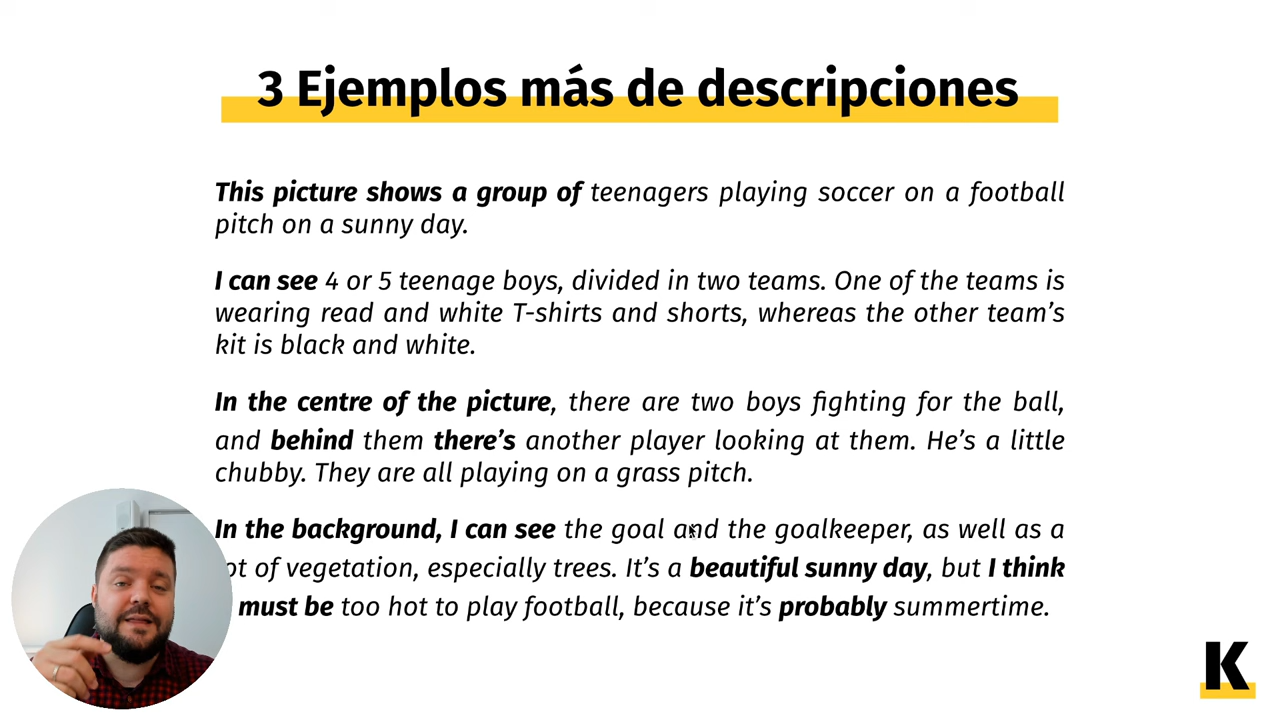 3 Ejemplos más de descripciones
This picture shows a group of teenagers playing soccer on a football
pitch on a sunny day.
I can see 4 or 5 teenage boys, divided in two teams. One of the teams is
wearing read and white T-shirts and shorts, whereas the other team's
kit is black and white.
In the centre of the picture, there are two boys fighting for the ball,
and behind them there's another player looking at them. He's a little
chubby. They are all playing on a grass pitch.
In the background, I can see the goal and the goalkeeper, as well as a
of vegetation, especially trees. It's a beautiful sunny day, but I think
must be too hot to play football, because it's probably summertime.
K